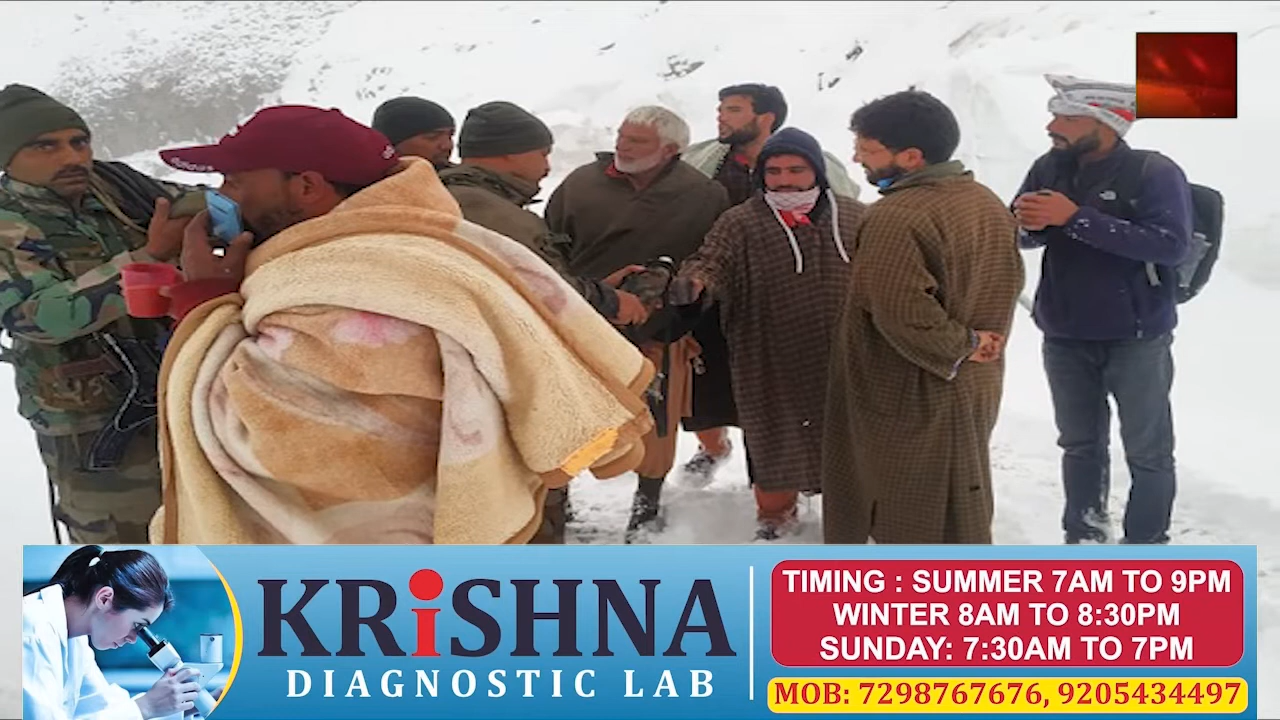 adidas
KRiSHNA
DIAGNOSTIC LAB
TIMING : SUMMER 7AM TO 9PM
WINTER 8AM TO 8:30PM
SUNDAY: 7:30AM TO 7PM
MOB: 7298767676, 9205434497